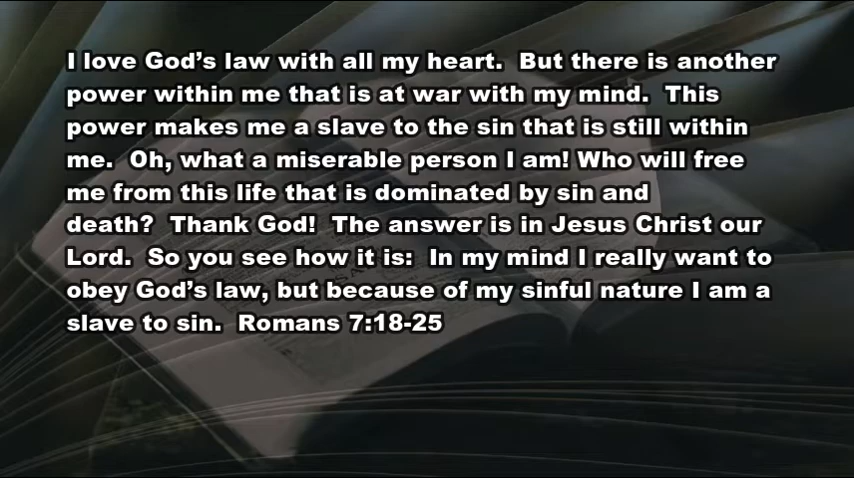 I love God’s law with all my heart.  But there is another
power within me that is at war with my mind.  This
power makes me a slave to the sin that is still within
me.  Oh, what a miserable person I am! Who will free
me from this life that is dominated by sin and
death?  Thank God!  The answer is in Jesus Christ our
Lord.  So you see how it is:  In my mind I really want to
obey God’s law, but because of my sinful nature I am a
slave to sin.  Romans 7:18-25